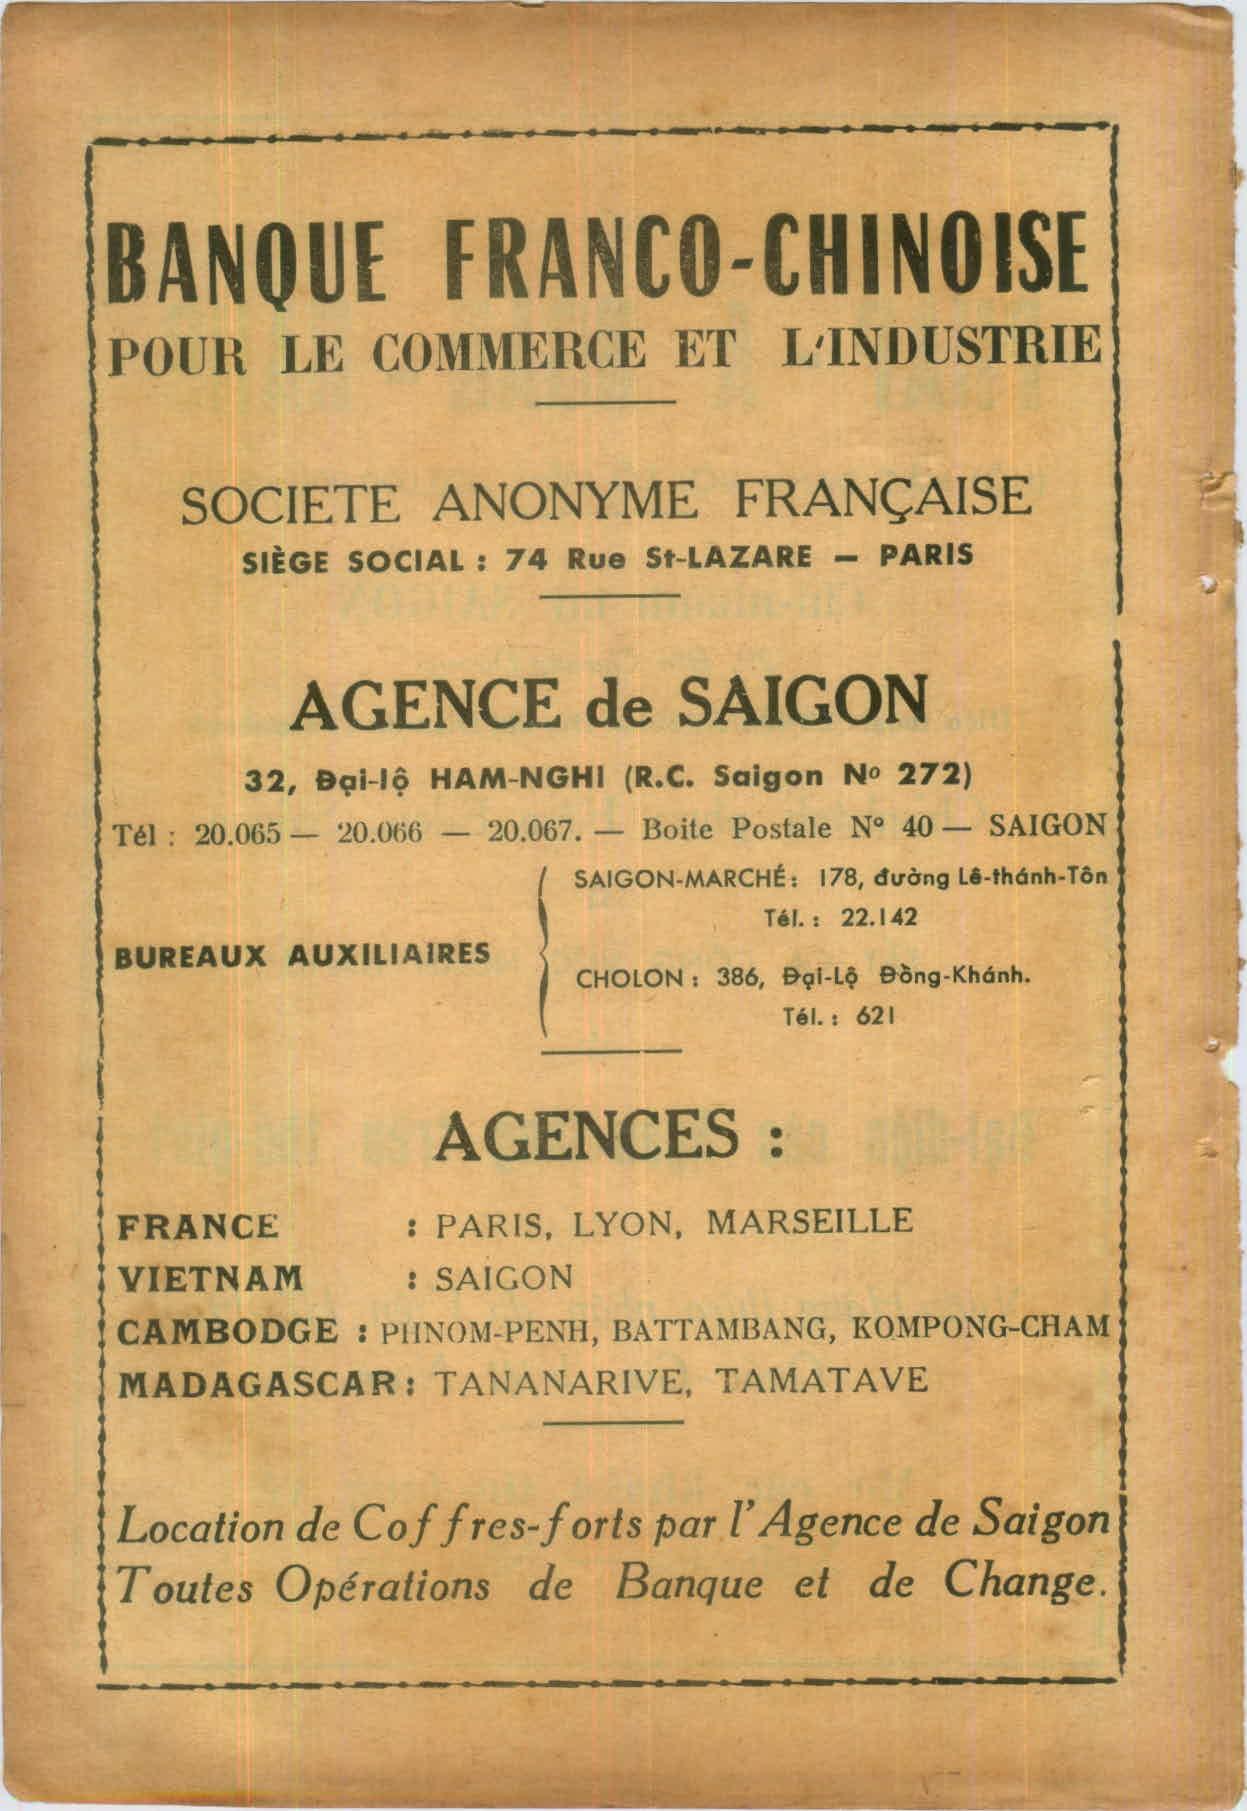 BANQUE FRANCO-CHINOISE
POUR LE COMMERCE ET L'INDUSTRIE
SOCIETE ANONYME FRANÇAISE
SIÈGE SOCIAL : 74 Rue St-LAZARE — PARIS
AGENCE de SAIGON
32, Đại-lộ HAM-NGHI (R.C. Saigon Nº 272)
Tél : 20.065 — 20.066 — 20.067. — Boite Postale N° 40 — SAIGON
BUREAUX AUXILIAIRES
SAIGON-MARCHÉ : 178, đường Lê-thánh-Tôn
Tél. : 22.142
CHOLON : 386, Đại-Lộ Đồng-Khánh.
Tél. : 621
AGENCES :
FRANCE : PARIS, LYON, MARSEILLE
VIETNAM : SAIGON
CAMBODGE : PHNOM-PENH, BATTAMBANG, KOMPONG-CHAM
MADAGASCAR : TANANARIVE, TAMATAVE
Location de Coffres-forts par l'Agence de Saigon
Toutes Opérations de Banque et de Change.